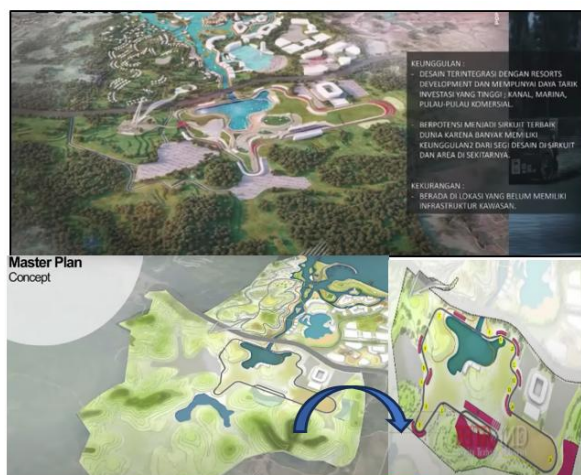 KEUNGGULAN :
- DESAIN TERINTEGRASI DENGAN RESORTS
DEVELOPMENT DAN MEMPUNYAI DAYA TARIK
INVESTASI YANG TINGGI ; KANAL, MARINA,
PULAU-PULAU KOMERSIAL.
BERPOTENSI MENJADI SIRKUIT TERBAIK
DUNIA KARENA BANYAK MEMILIKI
KEUNGGULAN2 DARI SEGI DESAIN DI SIRKUIT
DAN AREA DI SEKITARNYA.
KEKURANGAN :
- BERADA DI LOKASI YANG BELUM MEMILIKI
INFRASTRUKTUR KAWASAN.
Master Plan
Concept